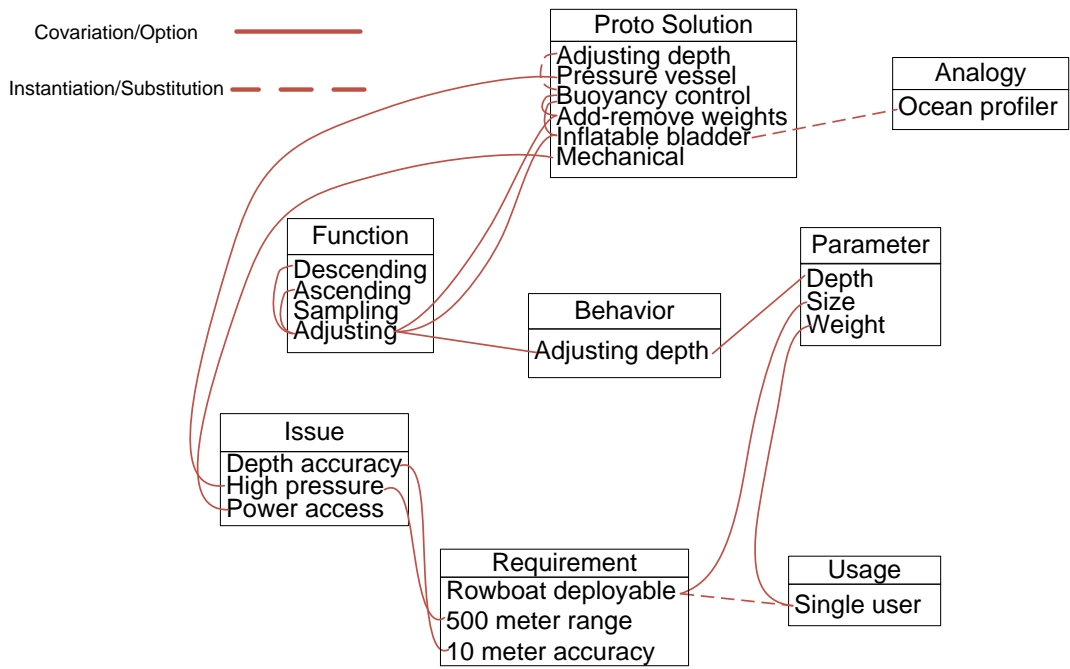 Covariation/Option
Instantiation/Substitution
Proto Solution
Adjusting depth
Pressure vessel
Buoyancy control
Add-remove weights
Inflatable bladder
Mechanical
Analogy
Ocean profiler
Function
Descending
Ascending
Sampling
Adjusting
Behavior
Adjusting depth
Parameter
Depth
Size
Weight
Issue
Depth accuracy
High pressure
Power access
Requirement
Rowboat deployable
500 meter range
10 meter accuracy
Usage
Single user